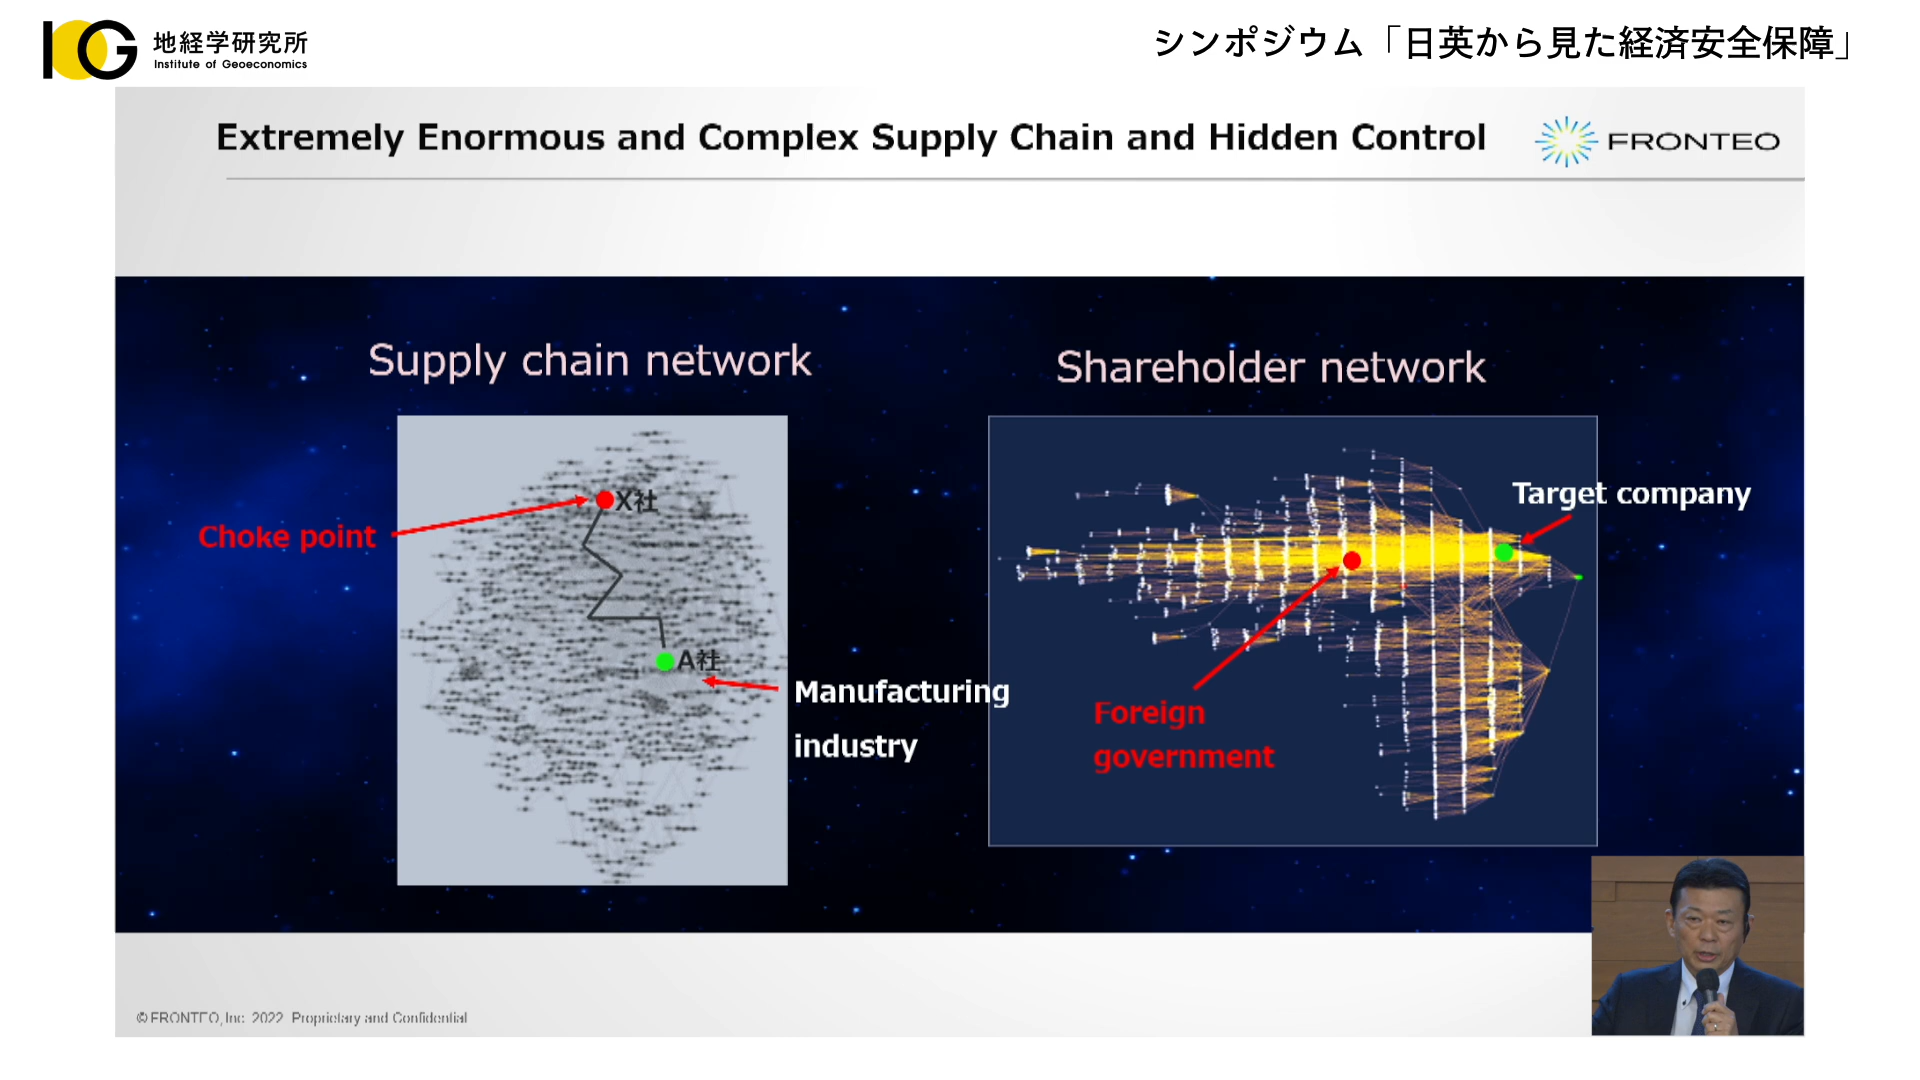 IOG 地経学研究所
Institute of Geoeconomics
シンポジウム「日英から見た経済安全保障」
Extremely Enormous and Complex Supply Chain and Hidden Control
FRONTEO
Supply chain network
Shareholder network
Choke point
X社
A社
Manufacturing
industry
Target company
Foreign
government
© FRONTEO, Inc. 2022 Proprietary and Confidential